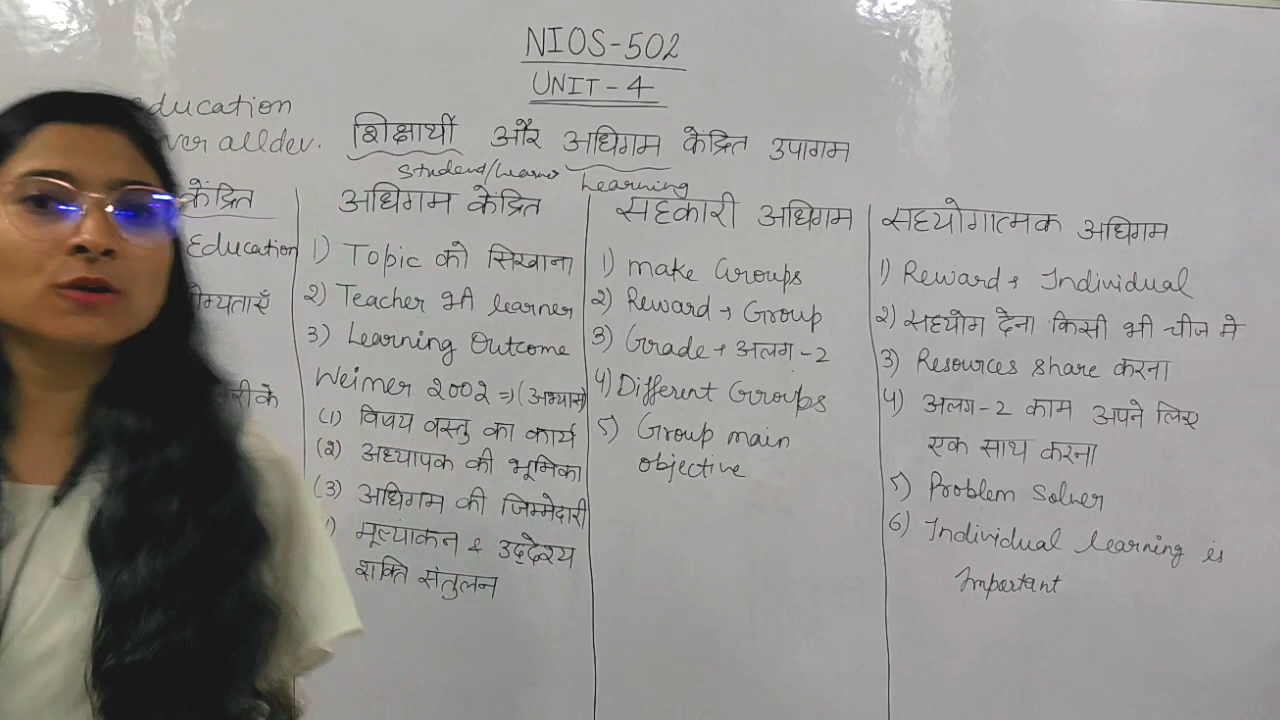 NIOS-502
UNIT-4
education
over alldev.
शिक्षार्थी और अधिगम केंद्रित उपागम
Student/Learner Learning
केंद्रित
Education
योग्यताएँ
अधिगम केंद्रित
1) Topic को सिखाना
2) Teacher भी learner
3) Learning Outcome
Weimer 2002 => (अभ्यास)
(1) विषय वस्तु का कार्य
(2) अध्यापक की भूमिका
(3) अधिगम की जिम्मेदारी
मूल्यांकन & उद्देश्य
शक्ति संतुलन
सहकारी अधिगम
1) make Groups
2) Reward → Group
3) Grade → अलग-2
4) Different Groups
5) Group main
objective
सहयोगात्मक अधिगम
1) Reward → Individual
2) सहयोग देना किसी भी चीज मे
3) Resources share करना
4) अलग-2 काम अपने लिए
एक साथ करना
5) Problem Solver
6) Individual learning is
Important